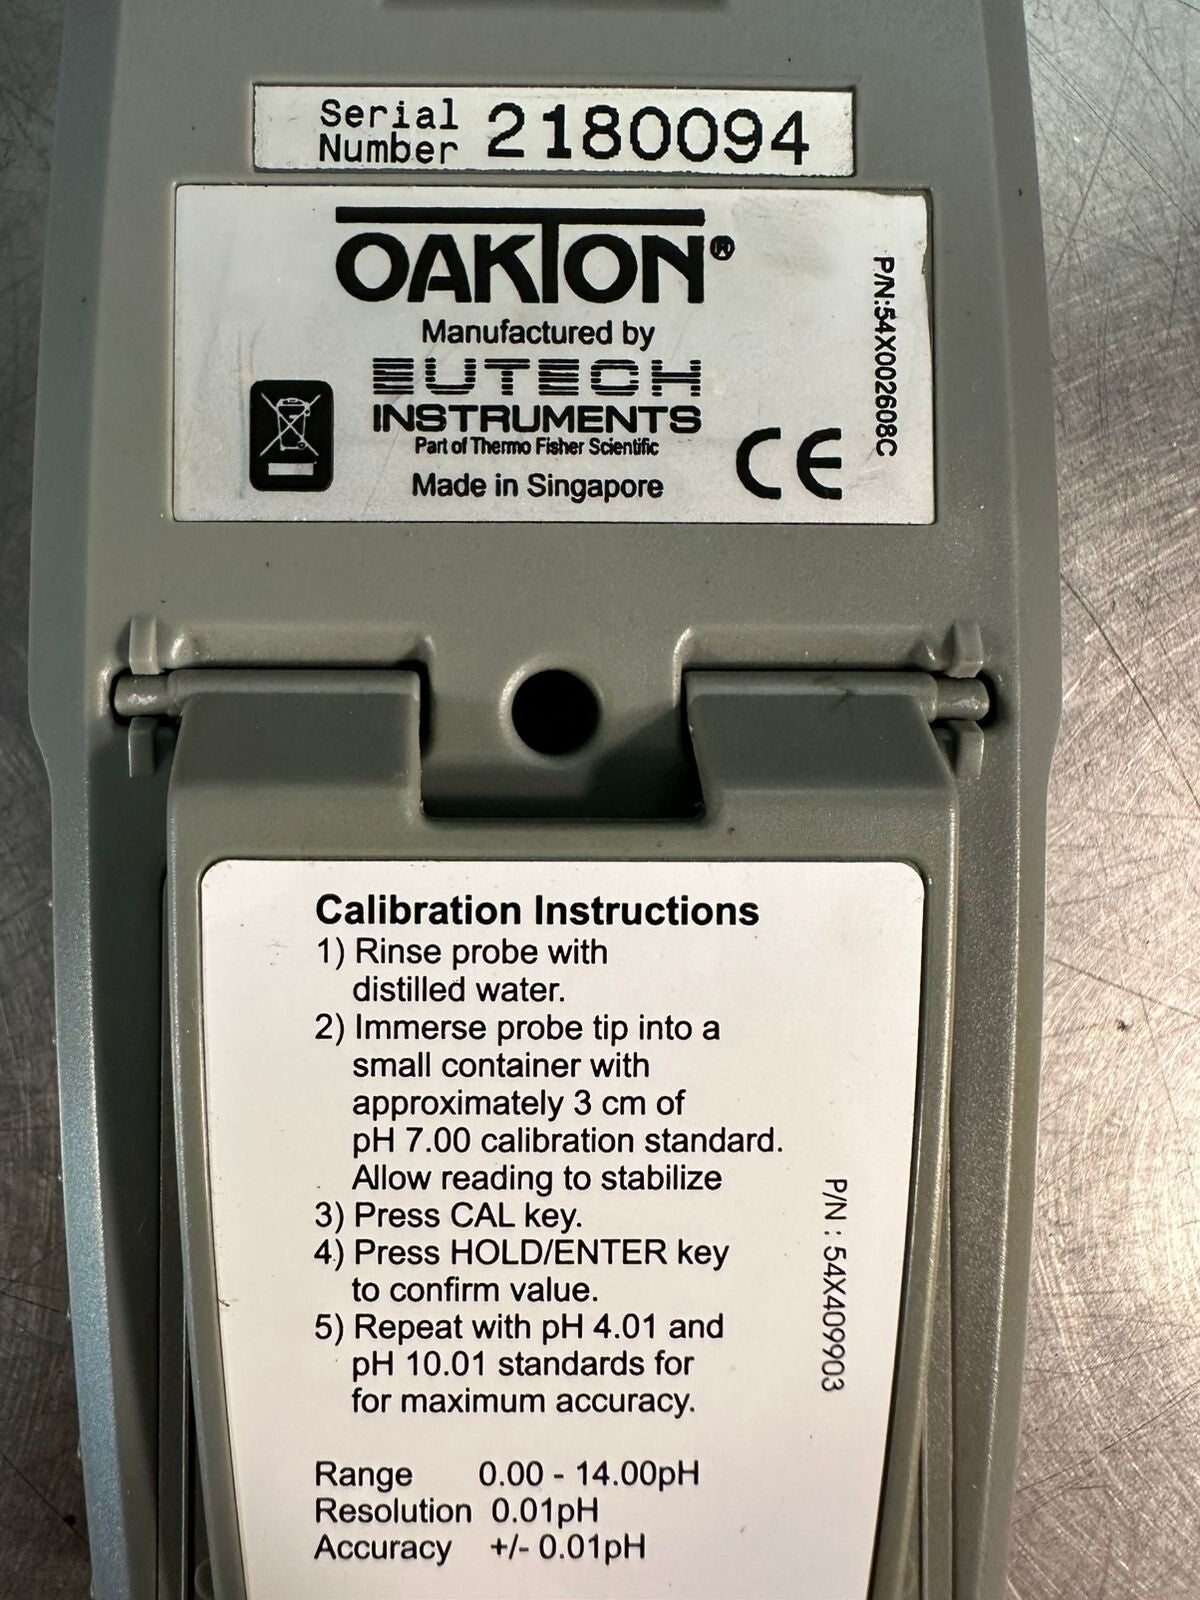 Serial
Number 2180094
OAKTON®
Manufactured by
EUTECH
INSTRUMENTS
Part of Thermo Fisher Scientific
Made in Singapore
CE
P/N:54X002608C
Calibration Instructions
1) Rinse probe with
distilled water.
2) Immerse probe tip into a
small container with
approximately 3 cm of
pH 7.00 calibration standard.
Allow reading to stabilize
3) Press CAL key.
4) Press HOLD/ENTER key
to confirm value.
5) Repeat with pH 4.01 and
pH 10.01 standards for
for maximum accuracy.
Range 0.00 - 14.00pH
Resolution 0.01pH
Accuracy +/- 0.01pH
P/N : 54X409903